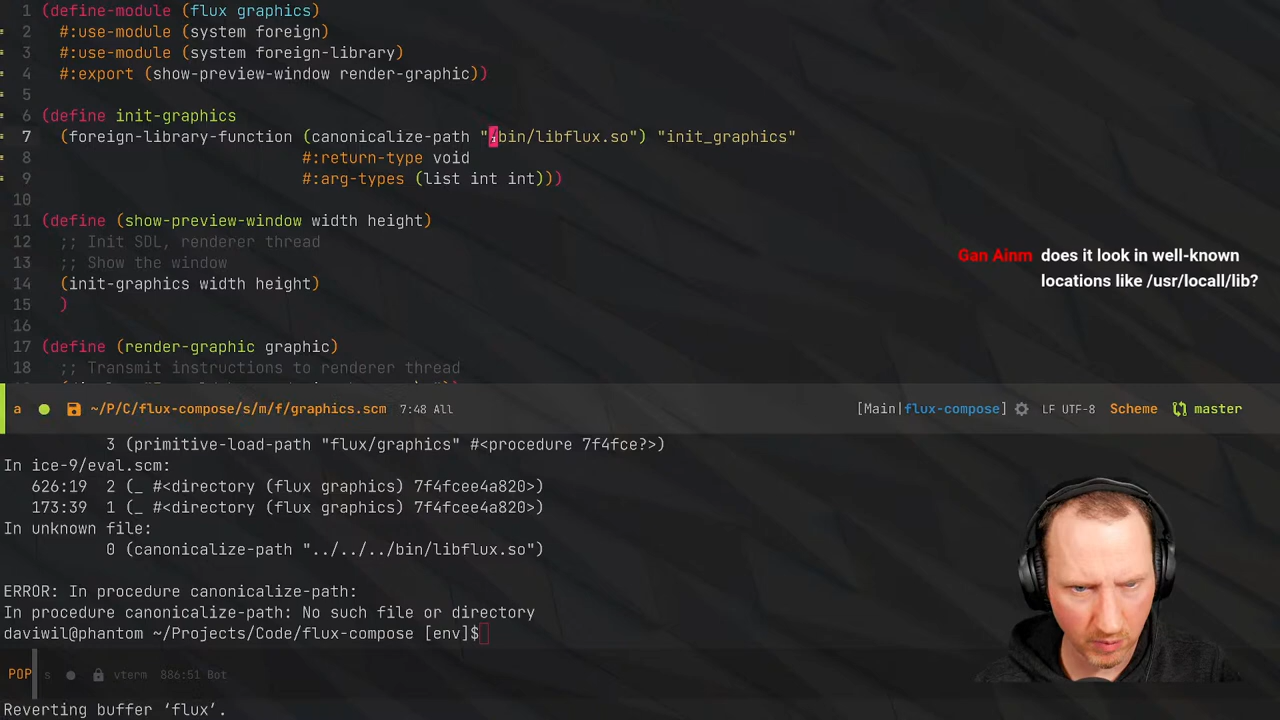 1 (define-module (flux graphics)
2 #:use-module (system foreign)
3 #:use-module (system foreign-library)
4 #:export (show-preview-window render-graphic))
5
6 (define init-graphics
7 (foreign-library-function (canonicalize-path "/bin/libflux.so") "init_graphics"
8 #:return-type void
9 #:arg-types (list int int)))
10
11 (define (show-preview-window width height)
12 ;; Init SDL, renderer thread
13 ;; Show the window
14 (init-graphics width height)
15 )
16
17 (define (render-graphic graphic)
18 ;; Transmit instructions to renderer thread
Gan Ainm does it look in well-known
locations like /usr/locall/lib?
a ~/P/C/flux-compose/s/m/f/graphics.scm 7:48 All [Main|flux-compose] LF UTF-8 Scheme master
3 (primitive-load-path "flux/graphics" #<procedure 7f4fce?>)
In ice-9/eval.scm:
626:19 2 (_ #<directory (flux graphics) 7f4fcee4a820>)
173:39 1 (_ #<directory (flux graphics) 7f4fcee4a820>)
In unknown file:
0 (canonicalize-path "../../../bin/libflux.so")
ERROR: In procedure canonicalize-path:
In procedure canonicalize-path: No such file or directory
daviwil@phantom ~/Projects/Code/flux-compose [env]$
POP s vterm 886:51 Bot
Reverting buffer ‘flux’.